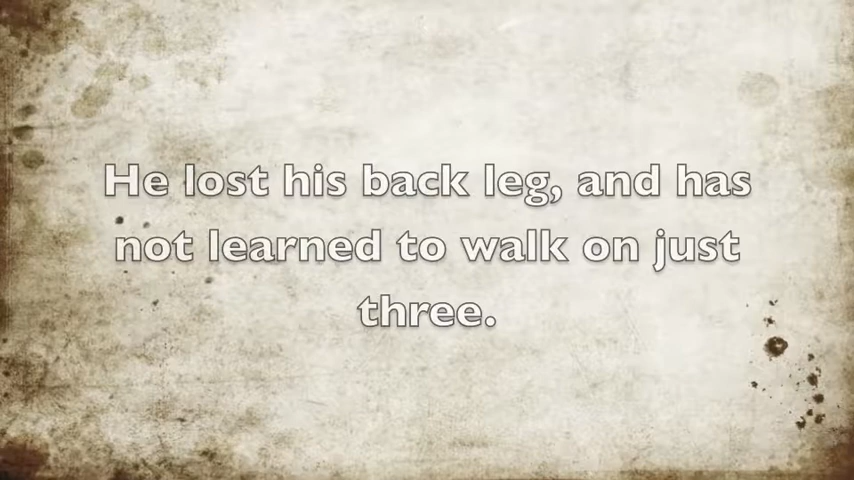 He lost his back leg, and has
not learned to walk on just
three.